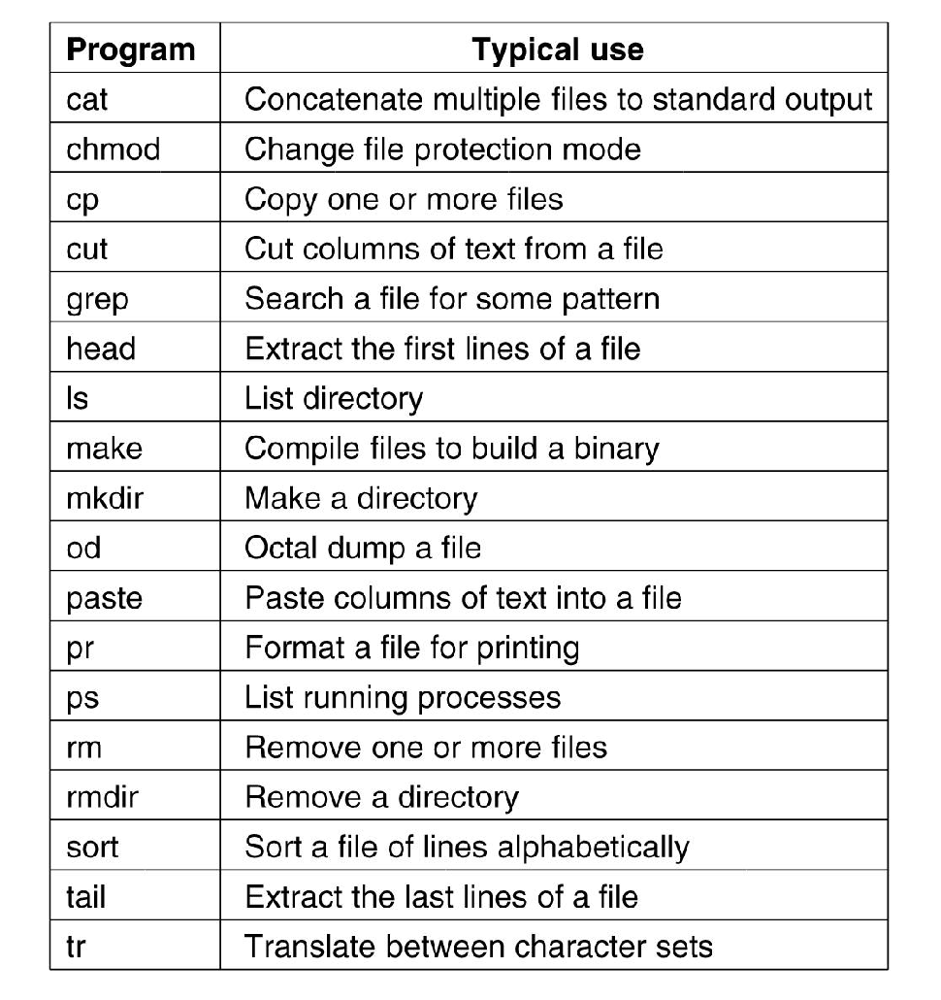 Program Typical use
cat Concatenate multiple files to standard output
chmod Change file protection mode
cp Copy one or more files
cut Cut columns of text from a file
grep Search a file for some pattern
head Extract the first lines of a file
ls List directory
make Compile files to build a binary
mkdir Make a directory
od Octal dump a file
paste Paste columns of text into a file
pr Format a file for printing
ps List running processes
rm Remove one or more files
rmdir Remove a directory
sort Sort a file of lines alphabetically
tail Extract the last lines of a file
tr Translate between character sets